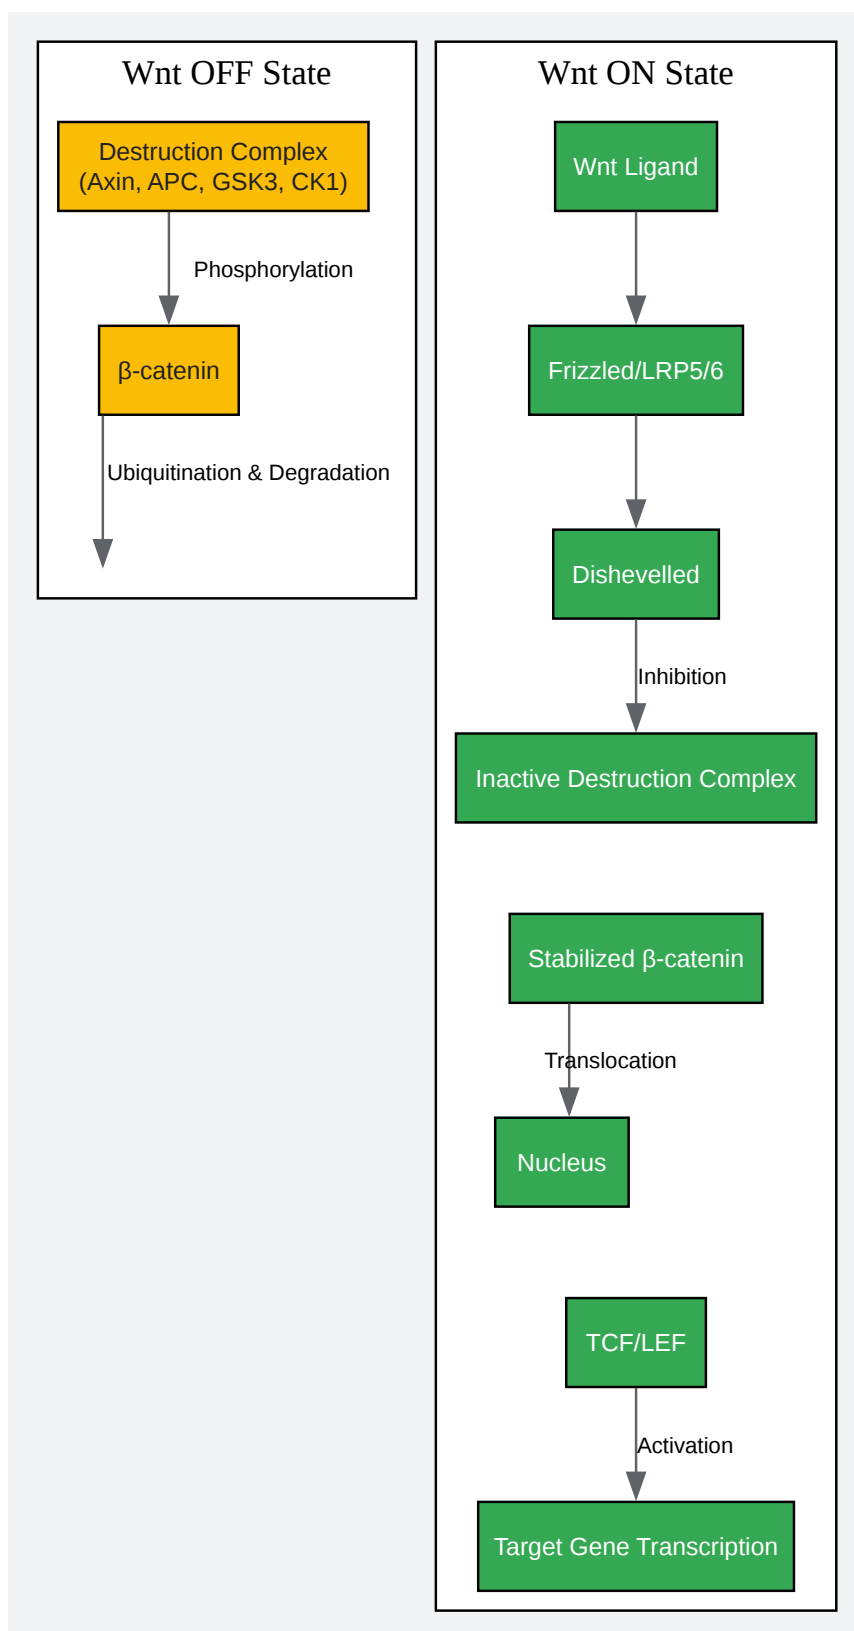 Wnt OFF State
Destruction Complex
(Axin, APC, GSK3, CK1)
Phosphorylation
β-catenin
Ubiquitination & Degradation
Wnt ON State
Wnt Ligand
Frizzled/LRP5/6
Dishevelled
Inhibition
Inactive Destruction Complex
Stabilized β-catenin
Translocation
Nucleus
TCF/LEF
Activation
Target Gene Transcription